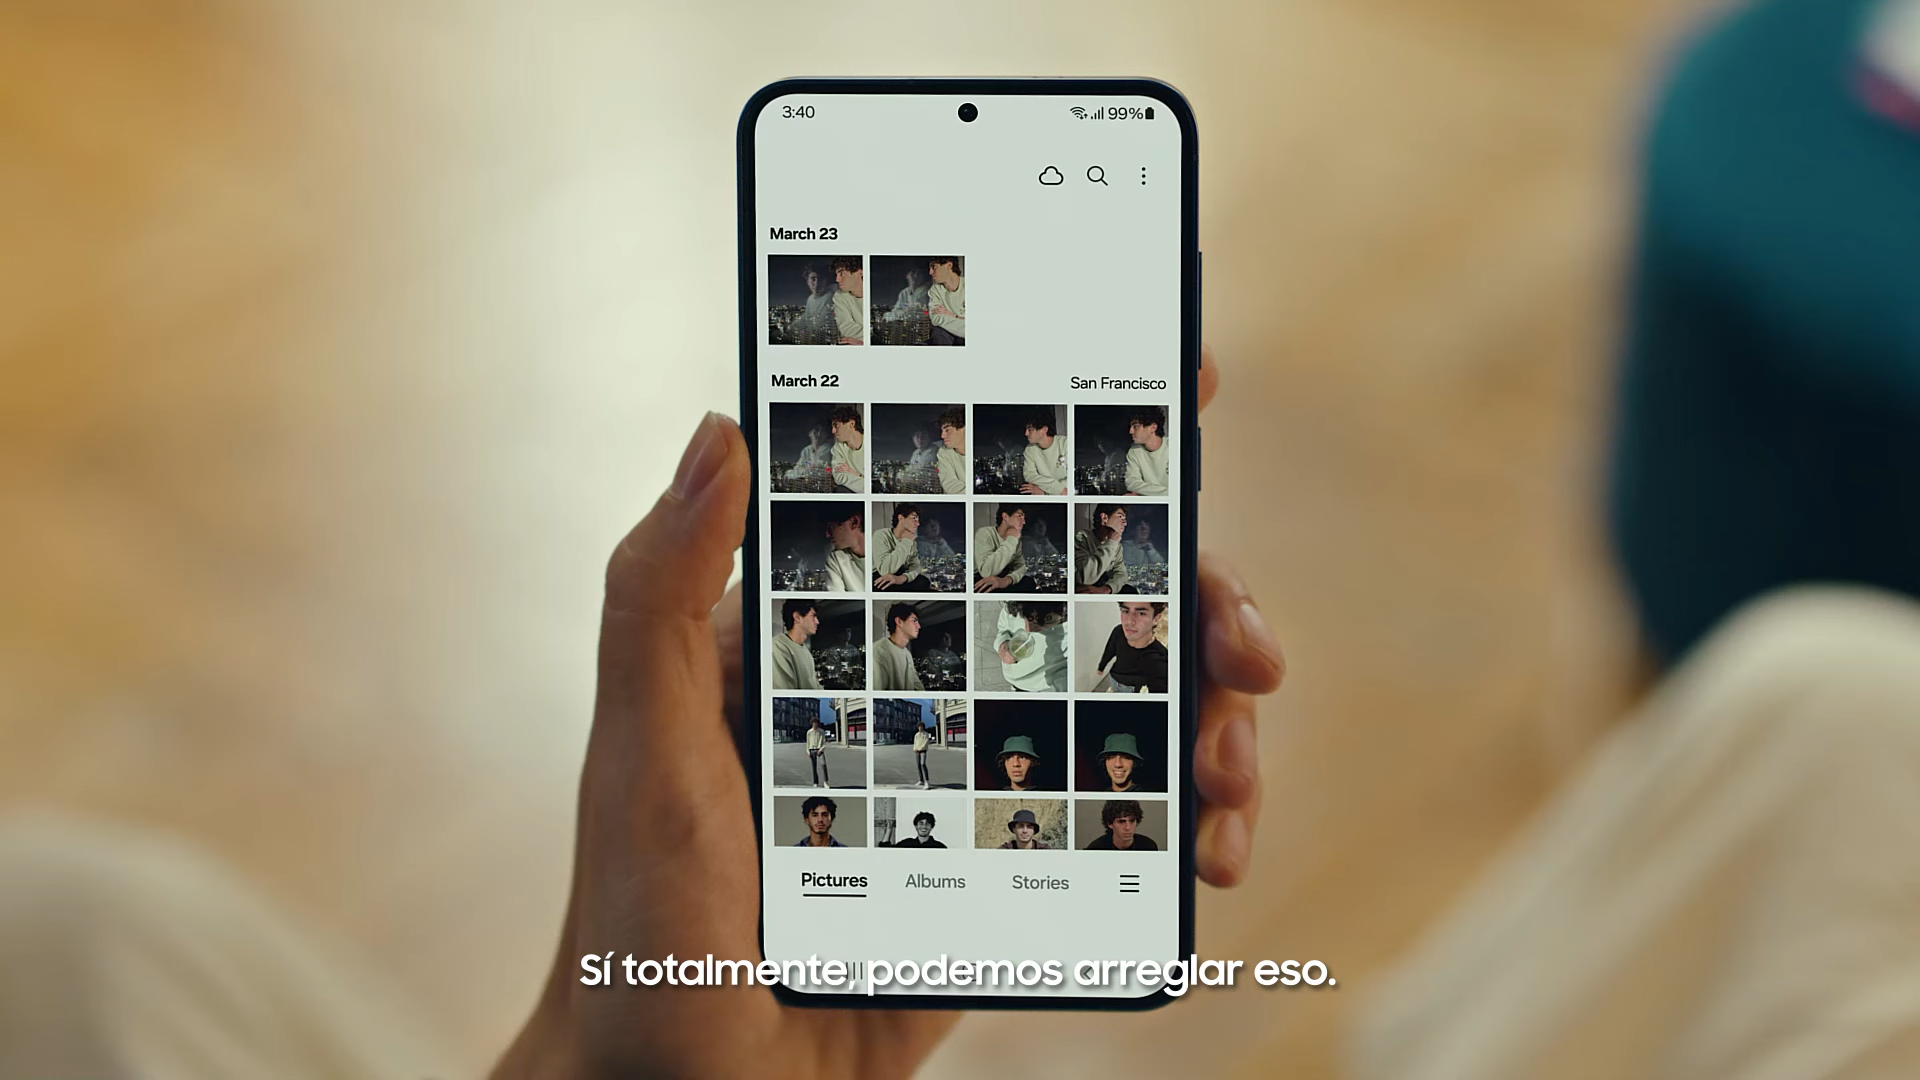 3:40
99%
March 23
March 22
San Francisco
Pictures
Albums
Stories
Sí totalmente, podemos arreglar eso.